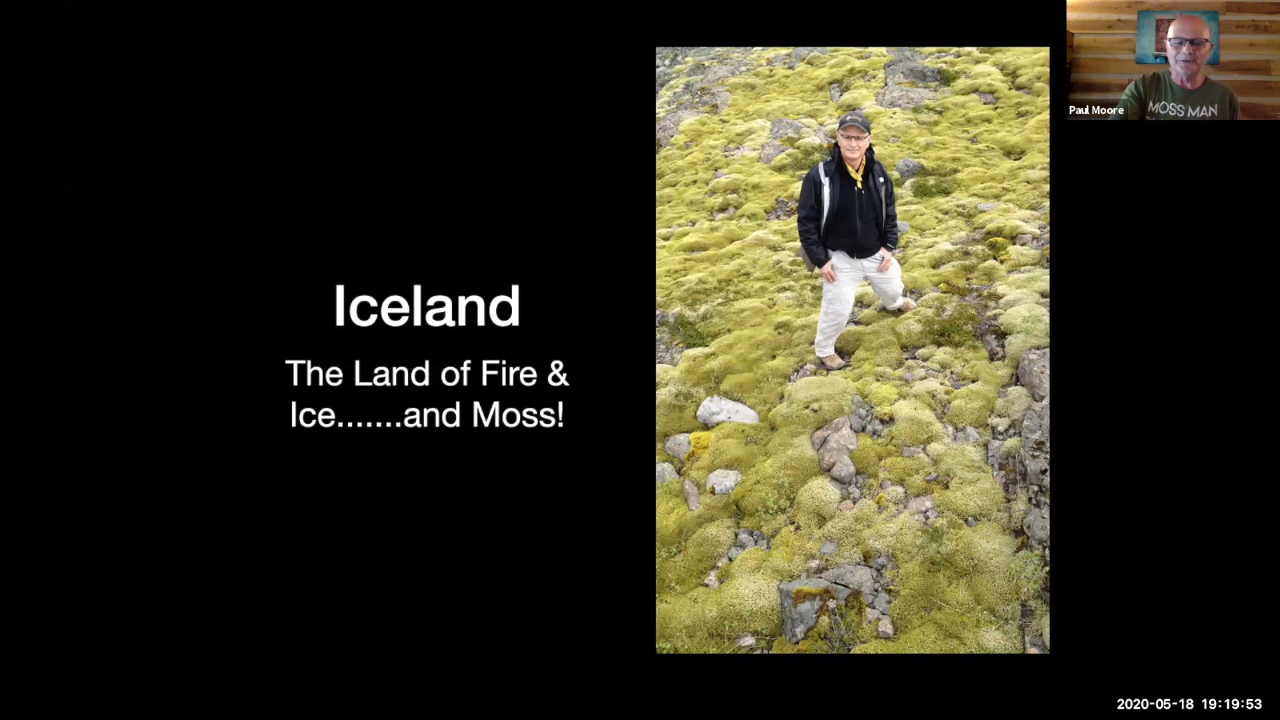 Iceland
The Land of Fire &
Ice.......and Moss!
Paul Moore
MOSS MAN
2020-05-18 19:19:53